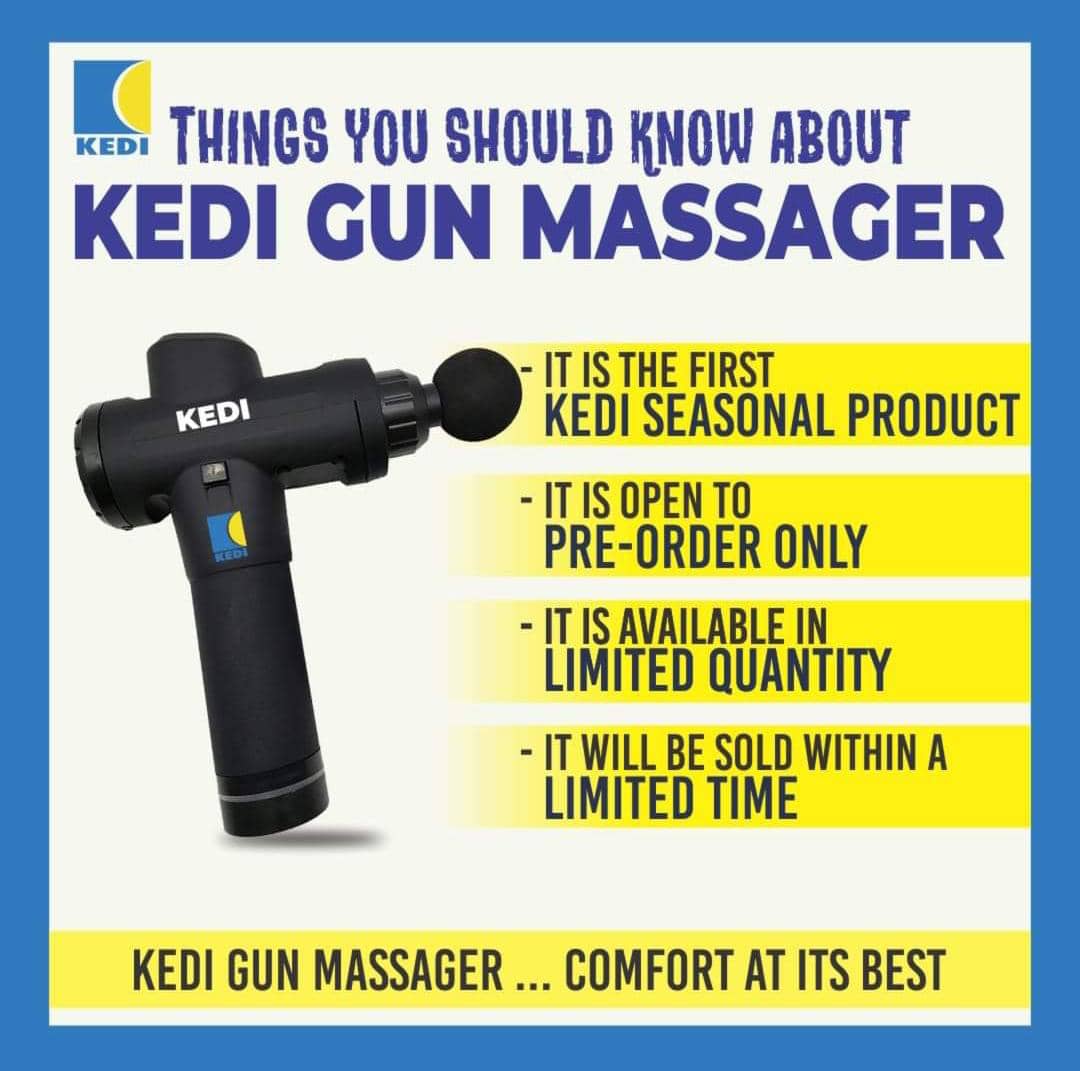 KEDI
THINGS YOU SHOULD KNOW ABOUT
KEDI GUN MASSAGER
KEDI
KEDI
- IT IS THE FIRST
KEDI SEASONAL PRODUCT
- IT IS OPEN TO
PRE-ORDER ONLY
- IT IS AVAILABLE IN
LIMITED QUANTITY
- IT WILL BE SOLD WITHIN A
LIMITED TIME
KEDI GUN MASSAGER ... COMFORT AT ITS BEST